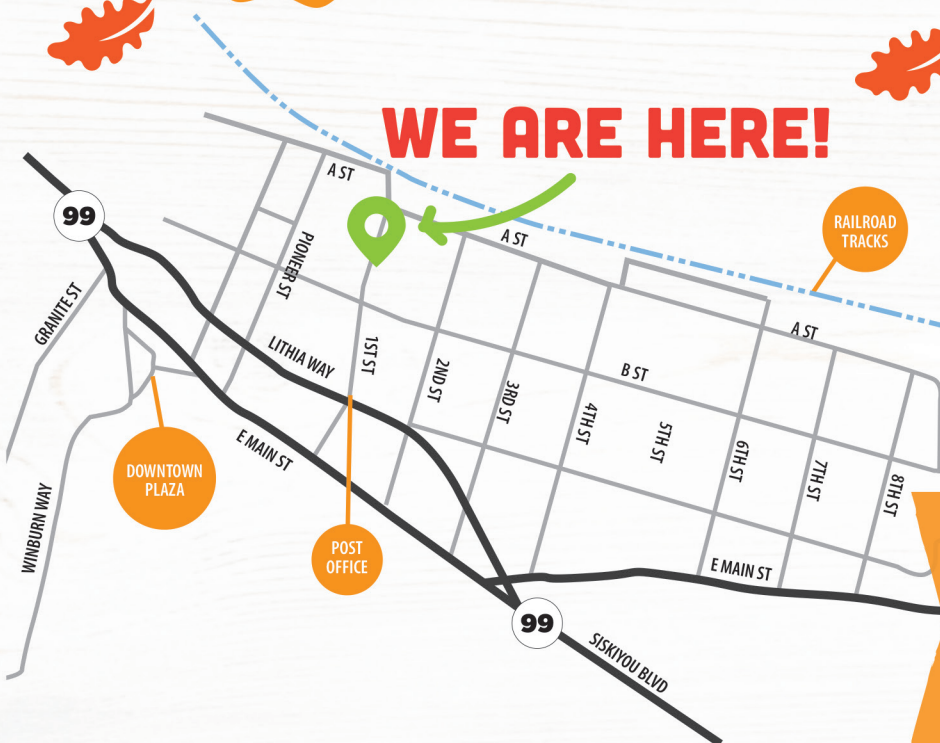 WE ARE HERE!
A ST
99
RAILROAD
TRACKS
A ST
PIONEER ST
GRANITE ST
A ST
LITHIA WAY
1ST ST
2ND ST
3RD ST
B ST
4TH ST
5TH ST
6TH ST
7TH ST
8TH ST
E MAIN ST
DOWNTOWN
PLAZA
WINBURN WAY
POST
OFFICE
E MAIN ST
99
SISKIYOU BLVD